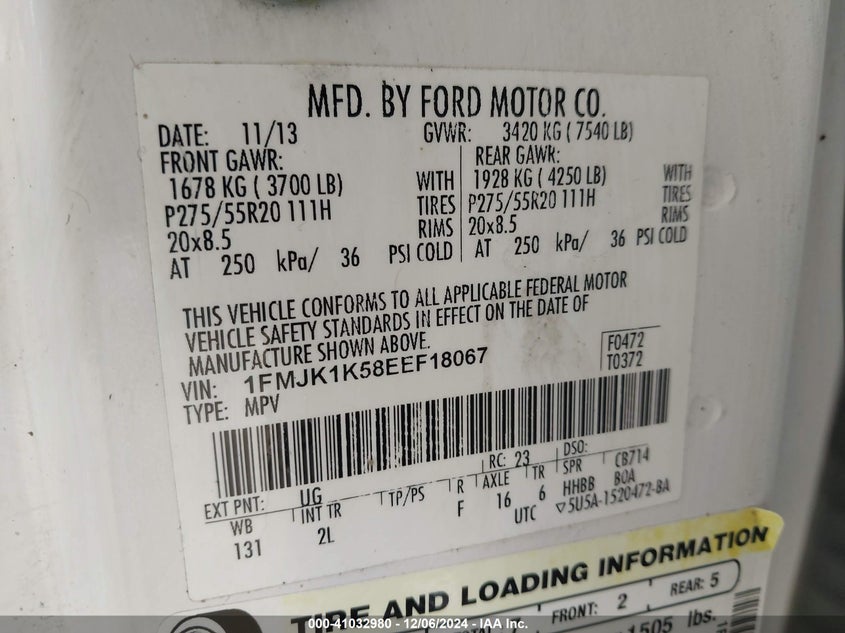 MFD. BY FORD MOTOR CO.
DATE: 11/13 GVWR: 3420 KG ( 7540 LB)
FRONT GAWR: REAR GAWR:
1678 KG ( 3700 LB) WITH 1928 KG ( 4250 LB) WITH
P275/55R20 111H TIRES P275/55R20 111H TIRES
20x8.5 RIMS 20x8.5 RIMS
AT 250 kPa/ 36 PSI COLD AT 250 kPa/ 36 PSI COLD
THIS VEHICLE CONFORMS TO ALL APPLICABLE FEDERAL MOTOR
VEHICLE SAFETY STANDARDS IN EFFECT ON THE DATE OF
MANUFACTURE SHOWN ABOVE.
F0472
VIN: 1FMJK1K58EEF18067
T0372
TYPE: MPV
EXT PNT: UG RC: 23 DSO:
WB INT TR TP/PS R AXLE TR SPR CB714
131 2L F 16 6 HHBB BOA
UTC ▽5U5A-1520472-BA
TIRE AND LOADING INFORMATION
FRONT: 2 REAR: 5
1505 lbs.
000-41032980 - 12/06/2024 - IAA Inc.